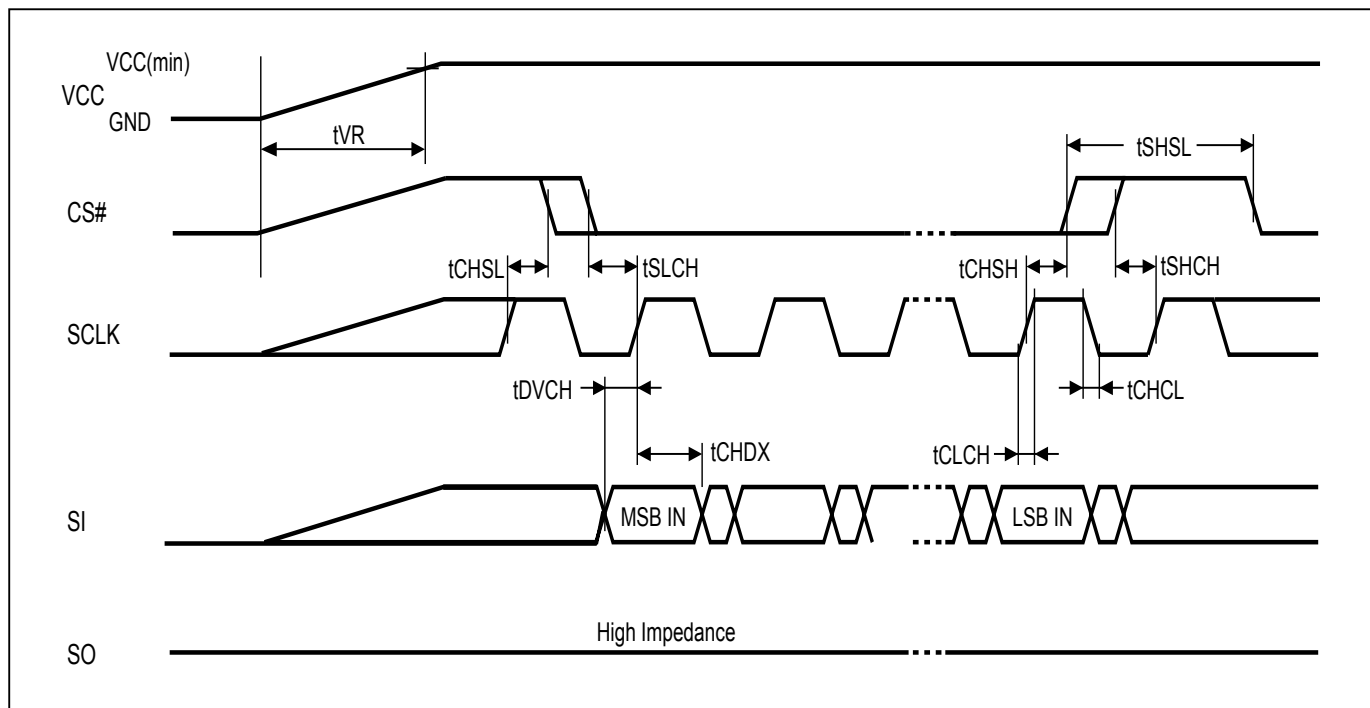 VCC(min)
VCC
GND
tVR
tSHSL
CS#
tCHSL
tSLCH
tCHSH
tSHCH
SCLK
tDVCH
tCHCL
tCHDX
tCLCH
SI
MSB IN
LSB IN
High Impedance
SO